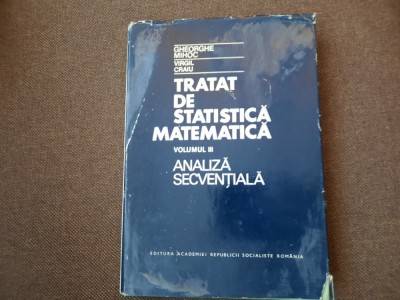 GHEORGHE
MIHOC
VIRGIL
CRAIU
TRATAT
DE
STATISTICĂ
MATEMATICĂ
VOLUMUL III
ANALIZĂ
SECVENȚIALĂ
EDITURA ACADEMIEI REPUBLICII SOCIALISTE ROMÂNIA